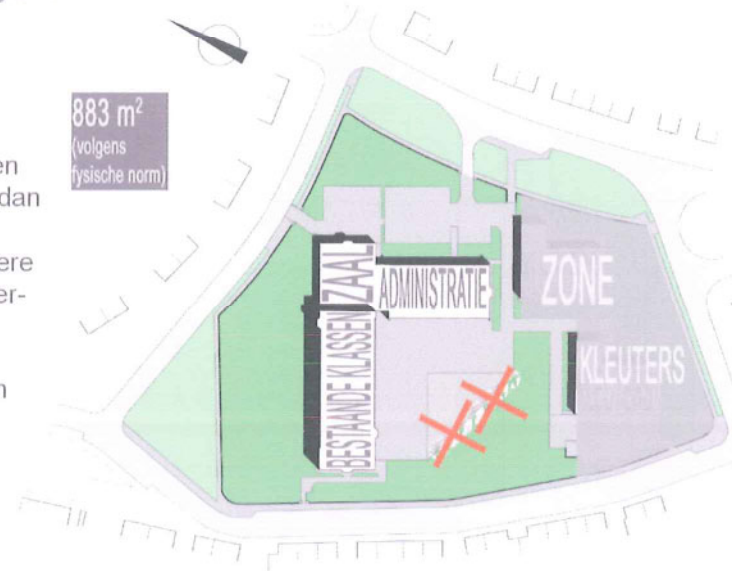 883 m²
(volgens
fysische norm)
en
dan
ere
er-
n
ZAAL
ADMINISTRATIE
BESTAANDE KLASSEN
ZONE
KLEUTERS